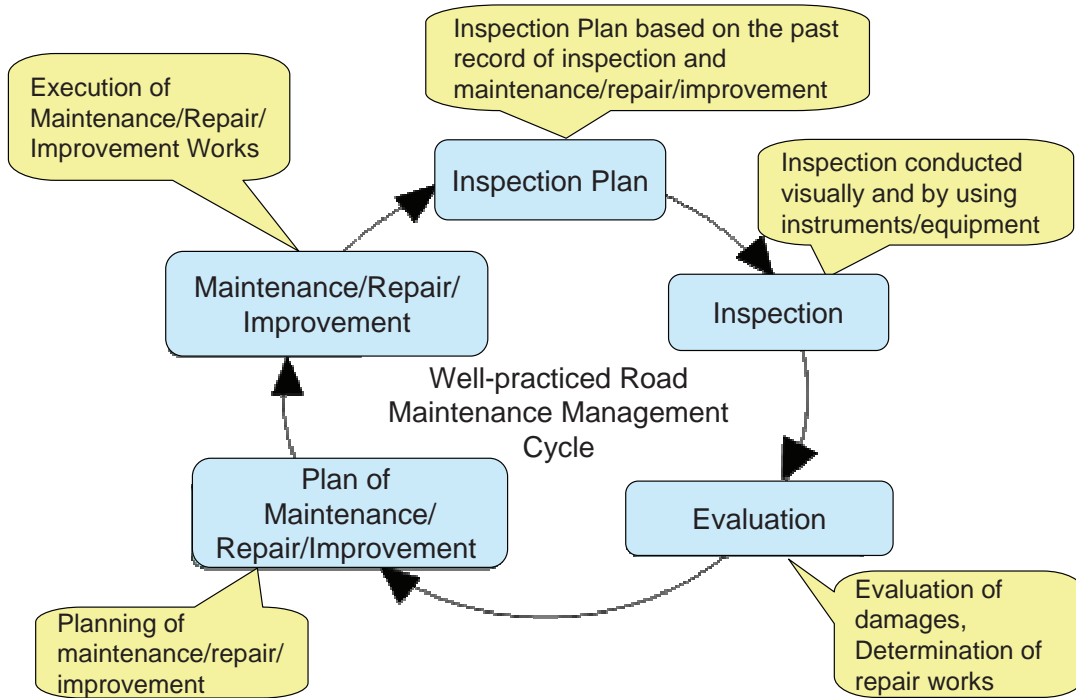 Inspection Plan based on the past
record of inspection and
maintenance/repair/improvement
Execution of
Maintenance/Repair/
Improvement Works
Inspection Plan
Inspection conducted
visually and by using
instruments/equipment
Maintenance/Repair/
Improvement
Inspection
Well-practiced Road
Maintenance Management
Cycle
Plan of
Maintenance/
Repair/Improvement
Evaluation
Planning of
maintenance/repair/
improvement
Evaluation of
damages,
Determination of
repair works